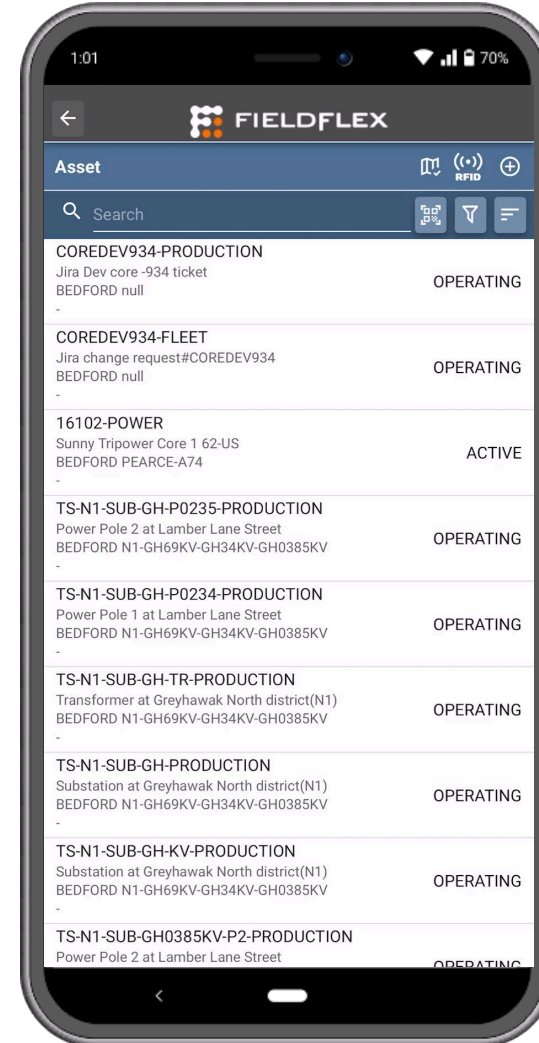 1:01
70%
FIELDFLEX
Asset
RFID
Search
COREDEV934-PRODUCTION
Jira Dev core -934 ticket
BEDFORD null
-
OPERATING
COREDEV934-FLEET
Jira change request#COREDEV934
BEDFORD null
-
OPERATING
16102-POWER
Sunny Tripower Core 1 62-US
BEDFORD PEARCE-A74
-
ACTIVE
TS-N1-SUB-GH-P0235-PRODUCTION
Power Pole 2 at Lamber Lane Street
BEDFORD N1-GH69KV-GH34KV-GH0385KV
-
OPERATING
TS-N1-SUB-GH-P0234-PRODUCTION
Power Pole 1 at Lamber Lane Street
BEDFORD N1-GH69KV-GH34KV-GH0385KV
-
OPERATING
TS-N1-SUB-GH-TR-PRODUCTION
Transformer at Greyhawak North district(N1)
BEDFORD N1-GH69KV-GH34KV-GH0385KV
-
OPERATING
TS-N1-SUB-GH-PRODUCTION
Substation at Greyhawak North district(N1)
BEDFORD N1-GH69KV-GH34KV-GH0385KV
-
OPERATING
TS-N1-SUB-GH-KV-PRODUCTION
Substation at Greyhawak North district(N1)
BEDFORD N1-GH69KV-GH34KV-GH0385KV
-
OPERATING
TS-N1-SUB-GH0385KV-P2-PRODUCTION
Power Pole 2 at Lamber Lane Street
OPERATING